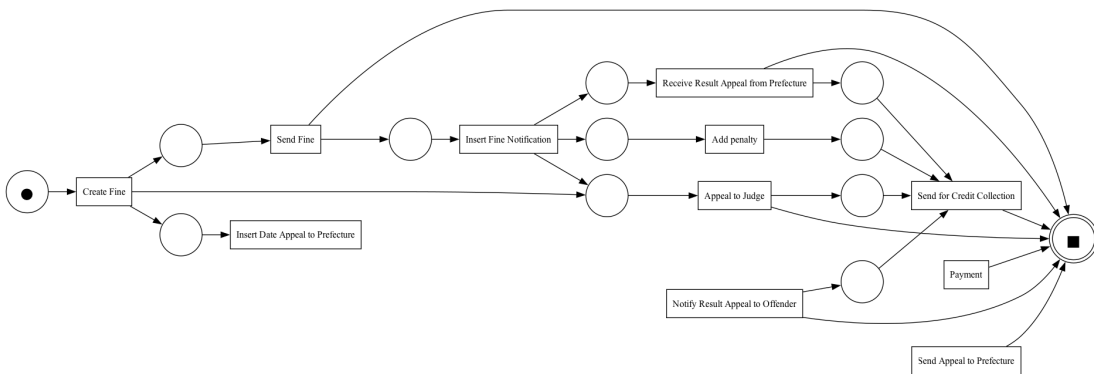 Receive Result Appeal from Prefecture
Send Fine
Insert Fine Notification
Add penalty
Create Fine
Appeal to Judge
Send for Credit Collection
Insert Date Appeal to Prefecture
Payment
Notify Result Appeal to Offender
Send Appeal to Prefecture